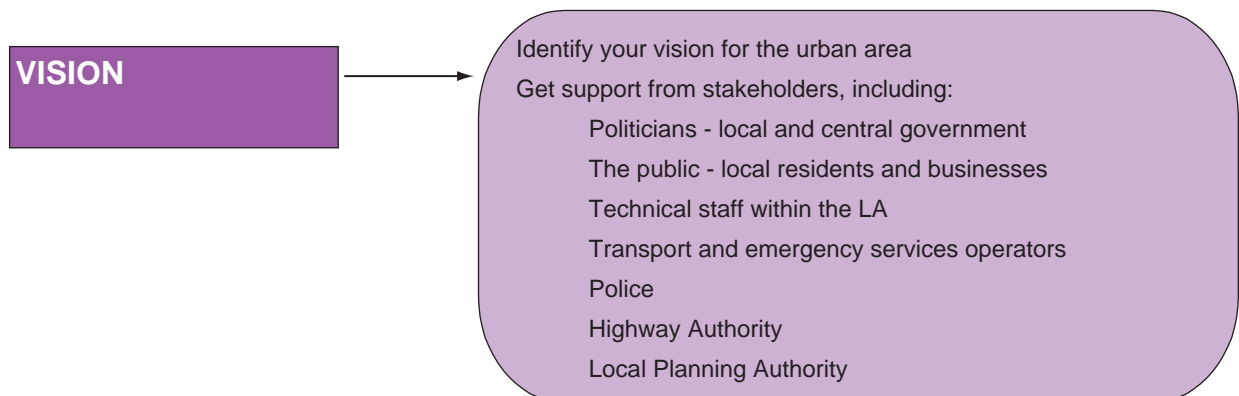 VISION
Identify your vision for the urban area
Get support from stakeholders, including:
Politicians - local and central government
The public - local residents and businesses
Technical staff within the LA
Transport and emergency services operators
Police
Highway Authority
Local Planning Authority